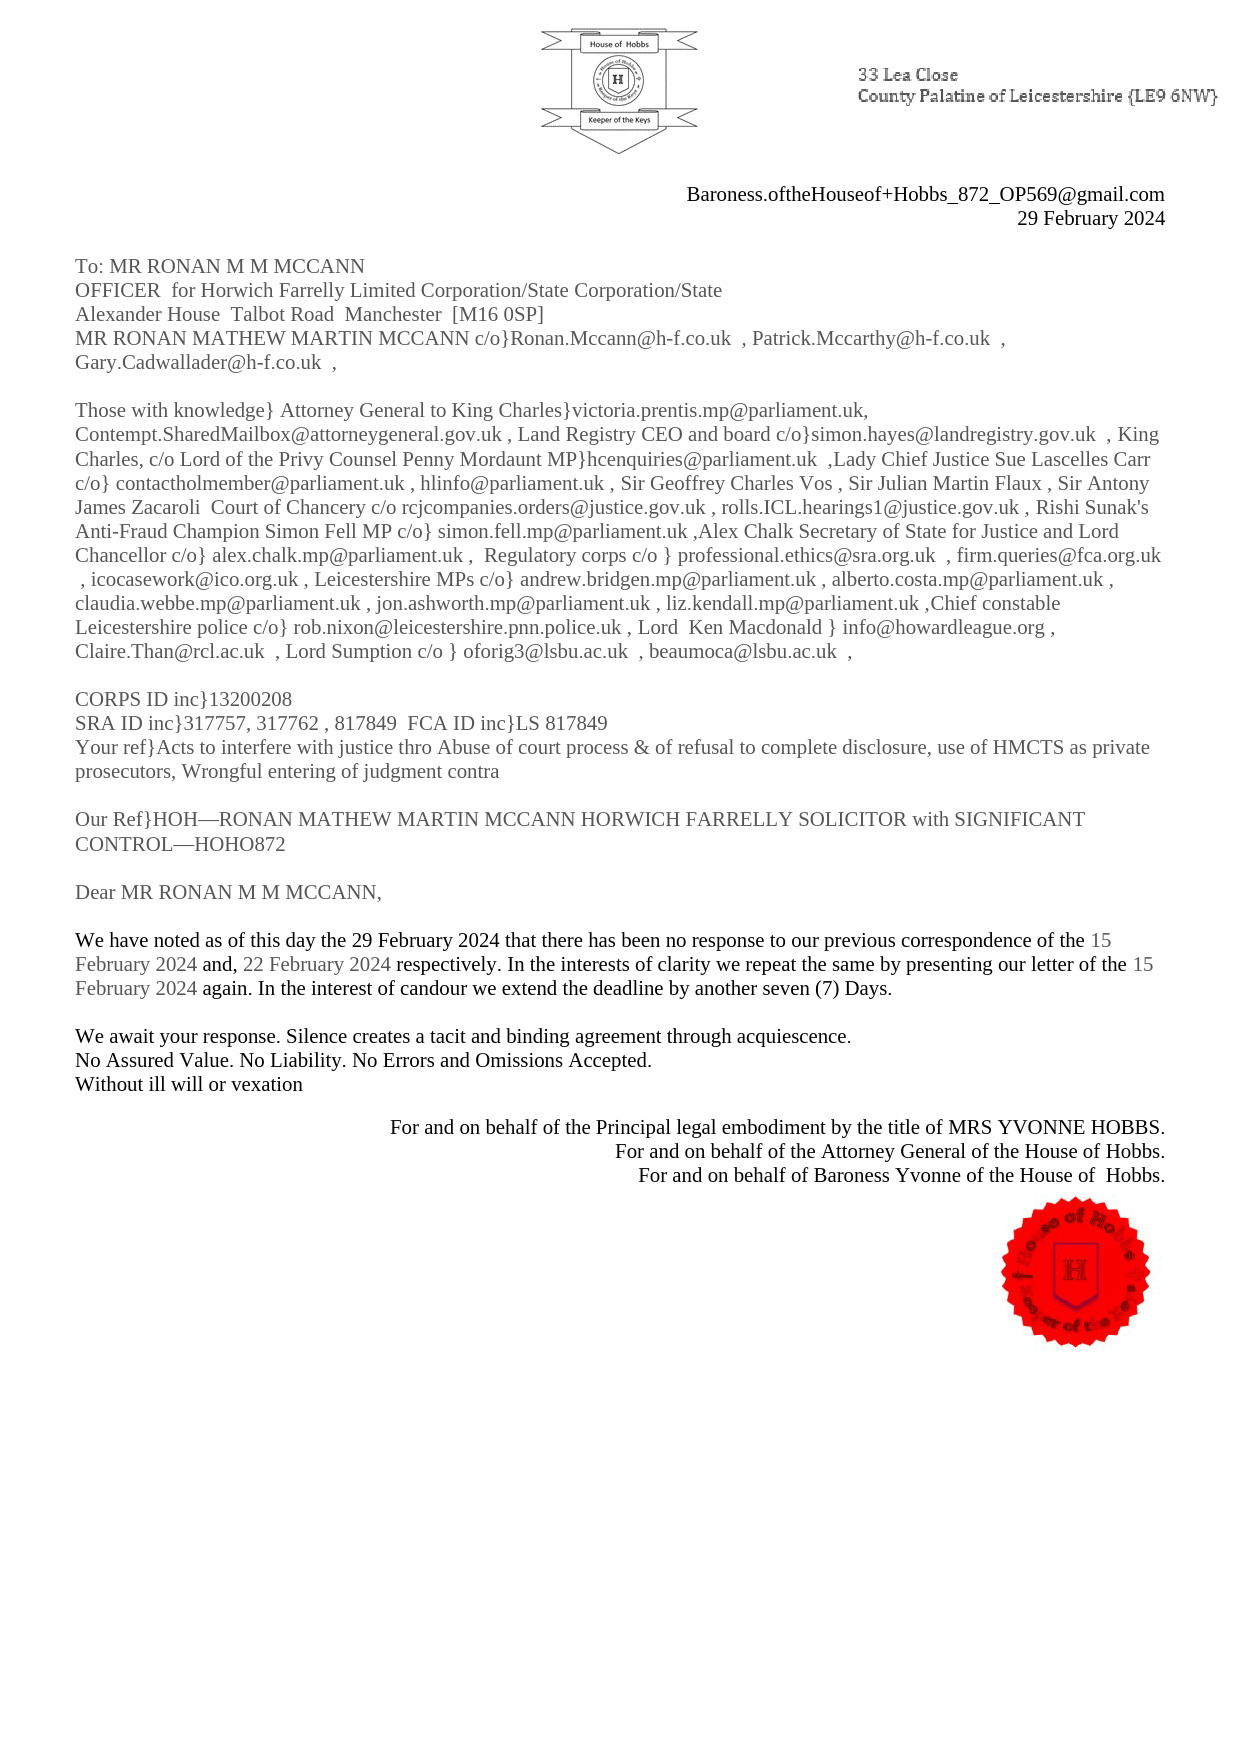 House of Hobbs
House of Hobbs
H
Keeper of the Keys
Keeper of the Keys
33 Lea Close
County Palatine of Leicestershire {LE9 6NW}
Baroness.oftheHouseof+Hobbs_872_OP569@gmail.com
29 February 2024
To: MR RONAN M M MCCANN
OFFICER  for Horwich Farrelly Limited Corporation/State Corporation/State
Alexander House  Talbot Road  Manchester  [M16 0SP]
MR RONAN MATHEW MARTIN MCCANN c/o}Ronan.Mccann@h-f.co.uk  , Patrick.Mccarthy@h-f.co.uk  ,
Gary.Cadwallader@h-f.co.uk  ,
Those with knowledge} Attorney General to King Charles}victoria.prentis.mp@parliament.uk,
Contempt.SharedMailbox@attorneygeneral.gov.uk , Land Registry CEO and board c/o}simon.hayes@landregistry.gov.uk  , King
Charles, c/o Lord of the Privy Counsel Penny Mordaunt MP}hcenquiries@parliament.uk  ,Lady Chief Justice Sue Lascelles Carr
c/o} contactholmember@parliament.uk , hlinfo@parliament.uk , Sir Geoffrey Charles Vos , Sir Julian Martin Flaux , Sir Antony
James Zacaroli  Court of Chancery c/o rcjcompanies.orders@justice.gov.uk , rolls.ICL.hearings1@justice.gov.uk , Rishi Sunak's
Anti-Fraud Champion Simon Fell MP c/o} simon.fell.mp@parliament.uk ,Alex Chalk Secretary of State for Justice and Lord
Chancellor c/o} alex.chalk.mp@parliament.uk ,  Regulatory corps c/o } professional.ethics@sra.org.uk  , firm.queries@fca.org.uk
 , icocasework@ico.org.uk , Leicestershire MPs c/o} andrew.bridgen.mp@parliament.uk , alberto.costa.mp@parliament.uk ,
claudia.webbe.mp@parliament.uk , jon.ashworth.mp@parliament.uk , liz.kendall.mp@parliament.uk ,Chief constable
Leicestershire police c/o} rob.nixon@leicestershire.pnn.police.uk , Lord  Ken Macdonald } info@howardleague.org ,
Claire.Than@rcl.ac.uk  , Lord Sumption c/o } oforig3@lsbu.ac.uk  , beaumoca@lsbu.ac.uk  ,
CORPS ID inc}13200208
SRA ID inc}317757, 317762 , 817849  FCA ID inc}LS 817849
Your ref}Acts to interfere with justice thro Abuse of court process & of refusal to complete disclosure, use of HMCTS as private
prosecutors, Wrongful entering of judgment contra
Our Ref}HOH—RONAN MATHEW MARTIN MCCANN HORWICH FARRELLY SOLICITOR with SIGNIFICANT
CONTROL—HOHO872
Dear MR RONAN M M MCCANN,
We have noted as of this day the 29 February 2024 that there has been no response to our previous correspondence of the 15
February 2024 and, 22 February 2024 respectively. In the interests of clarity we repeat the same by presenting our letter of the 15
February 2024 again. In the interest of candour we extend the deadline by another seven (7) Days.
We await your response. Silence creates a tacit and binding agreement through acquiescence.
No Assured Value. No Liability. No Errors and Omissions Accepted.
Without ill will or vexation
For and on behalf of the Principal legal embodiment by the title of MRS YVONNE HOBBS.
For and on behalf of the Attorney General of the House of Hobbs.
For and on behalf of Baroness Yvonne of the House of  Hobbs.
House of Hobbs
H
Keeper of the Keys